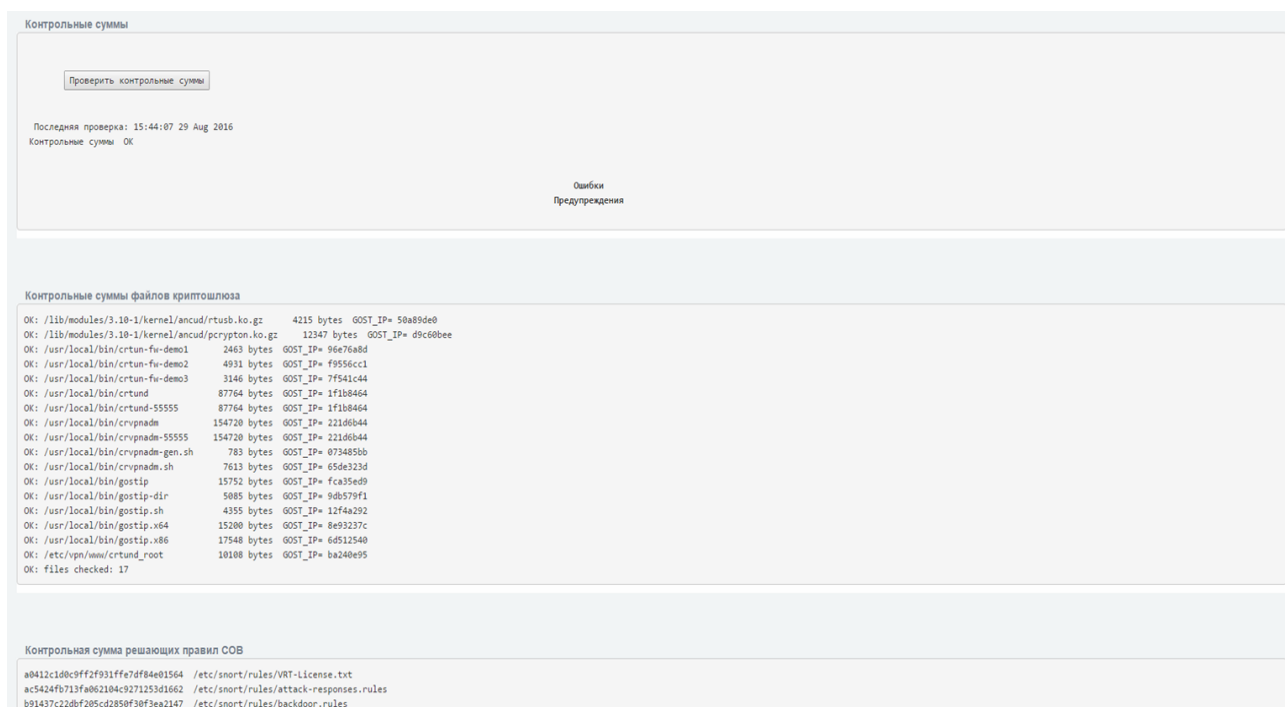 Контрольные суммы
Проверить контрольные суммы
Последняя проверка: 15:44:07 29 Aug 2016
Контрольные суммы OK
Ошибки
Предупреждения
Контрольные суммы файлов криптошлюза
OK: /lib/modules/3.10-1/kernel/ancud/rtusb.ko.gz 4215 bytes GOST_IP= 50a89de0
OK: /lib/modules/3.10-1/kernel/ancud/pcrypton.ko.gz 12347 bytes GOST_IP= d9c60bee
OK: /usr/local/bin/crtun-fw-demo1 2463 bytes GOST_IP= 96e76a8d
OK: /usr/local/bin/crtun-fw-demo2 4931 bytes GOST_IP= f9556cc1
OK: /usr/local/bin/crtun-fw-demo3 3146 bytes GOST_IP= 7f541c44
OK: /usr/local/bin/crtund 87764 bytes GOST_IP= 1f1b8464
OK: /usr/local/bin/crtund-55555 87764 bytes GOST_IP= 1f1b8464
OK: /usr/local/bin/crvpnadm 154720 bytes GOST_IP= 221d6b44
OK: /usr/local/bin/crvpnadm-55555 154720 bytes GOST_IP= 221d6b44
OK: /usr/local/bin/crvpnadm-gen.sh 783 bytes GOST_IP= 073485bb
OK: /usr/local/bin/crvpnadm.sh 7613 bytes GOST_IP= 65de323d
OK: /usr/local/bin/gostip 15752 bytes GOST_IP= fca35ed9
OK: /usr/local/bin/gostip-dir 5085 bytes GOST_IP= 9db579f1
OK: /usr/local/bin/gostip.sh 4355 bytes GOST_IP= 12f4a292
OK: /usr/local/bin/gostip.x64 15200 bytes GOST_IP= 8e93237c
OK: /usr/local/bin/gostip.x86 17548 bytes GOST_IP= 6d512540
OK: /etc/vpn/www/crtund_root 10108 bytes GOST_IP= ba240e95
OK: files checked: 17
Контрольная сумма решающих правил СОВ
a0412c1d0c9ff2f931ffe7df84e01564 /etc/snort/rules/VRT-License.txt
ac5424fb713fa062104c9271253d1662 /etc/snort/rules/attack-responses.rules
b91437c22dbf205cd2850f30f3ea2147 /etc/snort/rules/backdoor.rules